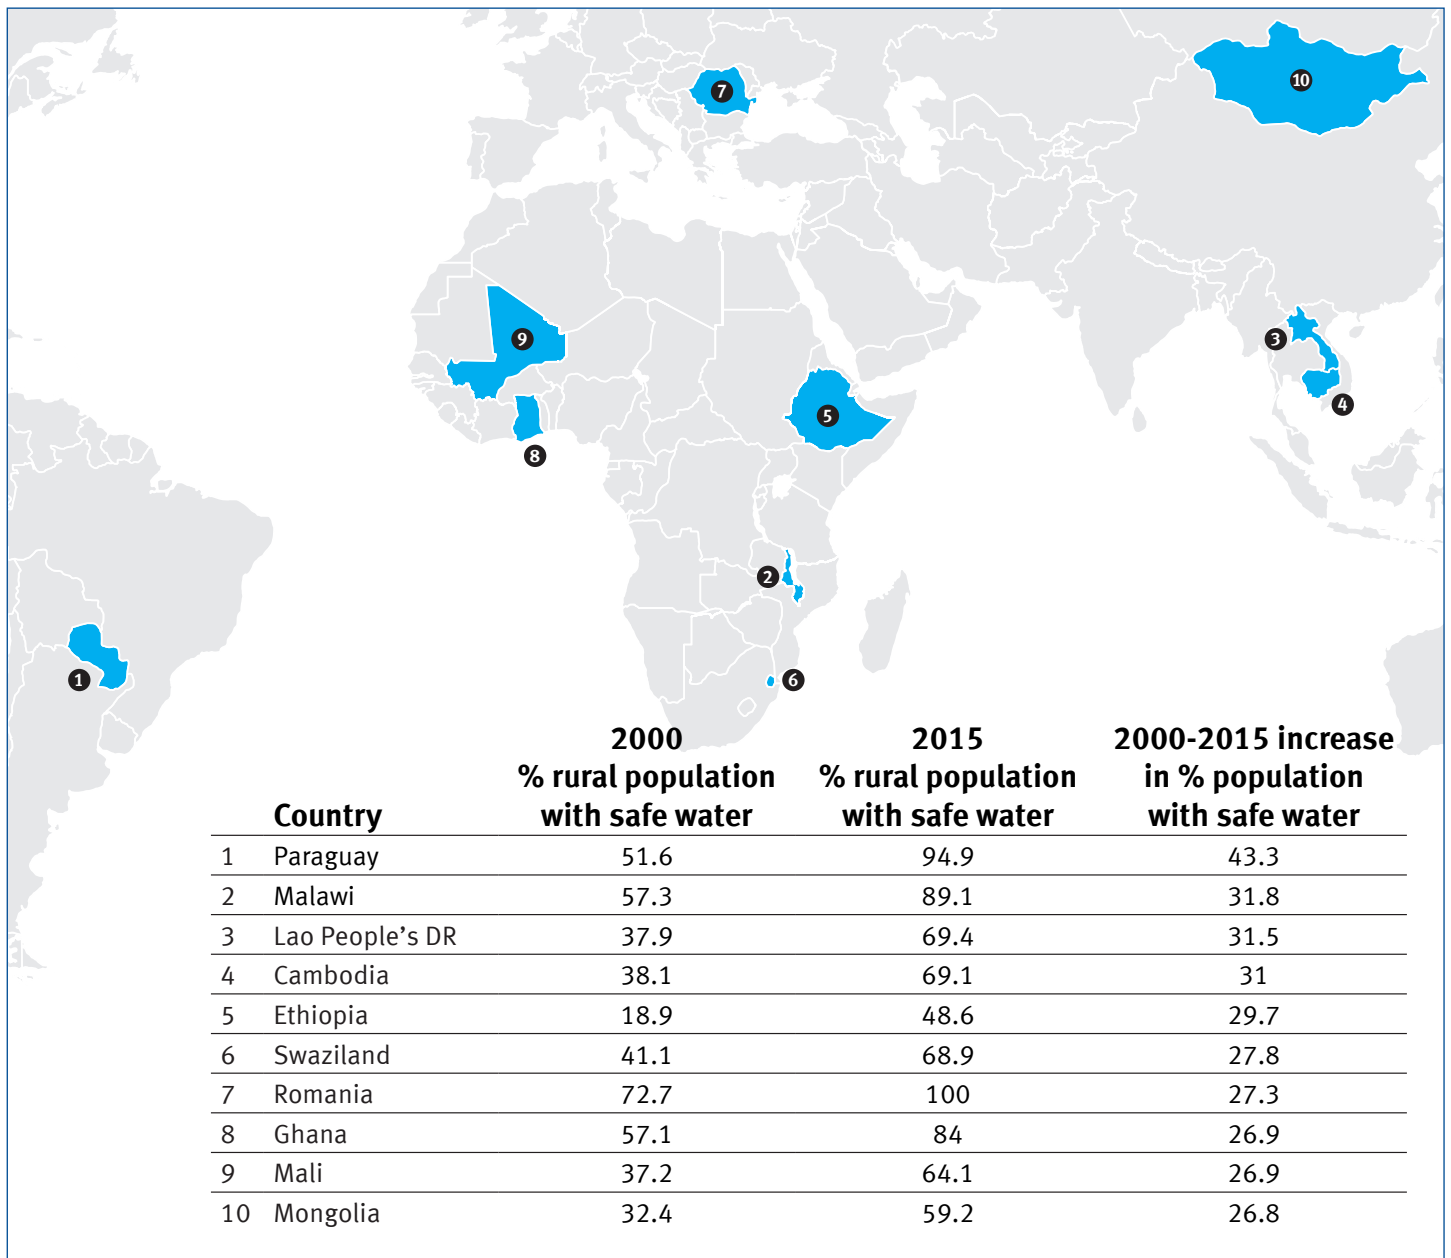 7
10
9
3
5
4
8
2
1
6
2000
% rural population
with safe water
2015
% rural population
with safe water
2000-2015 increase
in % population
with safe water
Country
1 Paraguay 51.6 94.9 43.3
2 Malawi 57.3 89.1 31.8
3 Lao People's DR 37.9 69.4 31.5
4 Cambodia 38.1 69.1 31
5 Ethiopia 18.9 48.6 29.7
6 Swaziland 41.1 68.9 27.8
7 Romania 72.7 100 27.3
8 Ghana 57.1 84 26.9
9 Mali 37.2 64.1 26.9
10 Mongolia 32.4 59.2 26.8